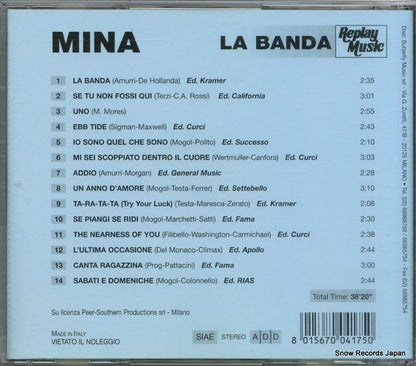 MINA
LA BANDA
Replay Music
1 LA BANDA (Amurri-De Hollanda) Ed. Kramer 2:35
2 SE TU NON FOSSI QUI (Terzi-C.A. Rossi) Ed. California 3:01
3 UNO (M. Mores) 2:55
4 EBB TIDE (Sigman-Maxwell) Ed. Curci 2:43
5 IO SONO QUEL CHE SONO (Mogol-Polito) Ed. Successo 2:10
6 MI SEI SCOPPIATO DENTRO IL CUORE (Wertmuller-Canfora) Ed. Curci 3:03
7 ADDIO (Amurri-Morgan) Ed. General Music 2:28
8 UN ANNO D'AMORE (Mogol-Testa-Ferrer) Ed. Settebello 3:10
9 TA-RA-TA-TA (Try Your Luck) (Testa-Maresca-Zerato) Ed. Kramer 2:30
10 SE PIANGI SE RIDI (Mogol-Marchetti-Satti) Ed. Fama 2:30
11 THE NEARNESS OF YOU (Filibello-Washington-Carmichael) Ed. Curci 2:38
12 L'ULTIMA OCCASIONE (Del Monaco-Climax) Ed. Apollo 2:44
13 CANTA RAGAZZINA (Prog-Pattacini) Ed. Fama 3:00
14 SABATI E DOMENICHE (Mogol-Colonnello) Ed. RIAS 2:44
Total Time: 38'20"
Su licenza Peer-Southern Productions srl - Milano
MADE IN ITALY
VIETATO IL NOLEGGIO
SIAE STEREO A D D
8 015670 041750
Snow Records Japan.com